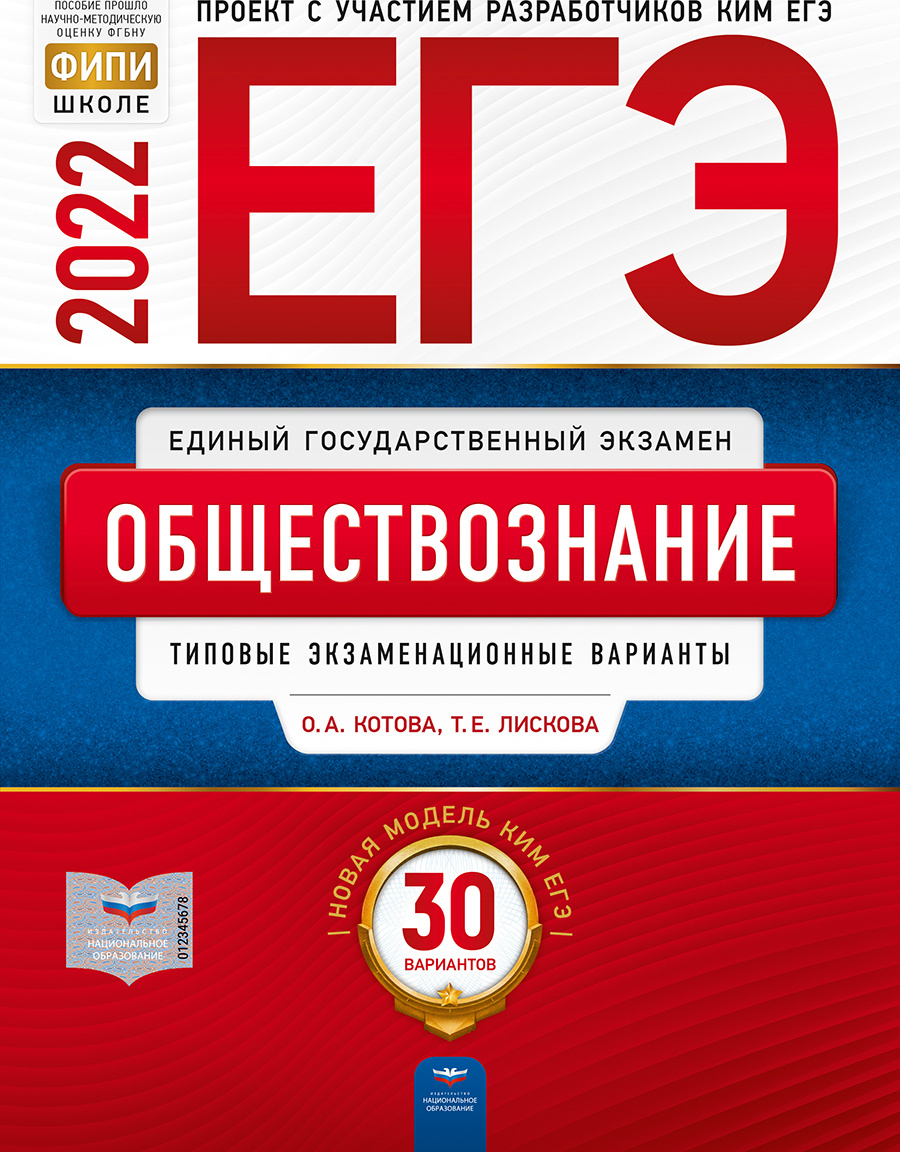 ПРОЕКТ С УЧАСТИЕМ РАЗРАБОТЧИКОВ КИМ ЕГЭ
ПОСОБИЕ ПРОШЛО
НАУЧНО-МЕТОДИЧЕСКУЮ
ОЦЕНКУ ФГБНУ
ФИПИ
ШКОЛЕ
2022
ЕГЭ
ЕДИНЫЙ ГОСУДАРСТВЕННЫЙ ЭКЗАМЕН
ОБЩЕСТВОЗНАНИЕ
ТИПОВЫЕ ЭКЗАМЕНАЦИОННЫЕ ВАРИАНТЫ
О. А. КОТОВА, Т. Е. ЛИСКОВА
НОВАЯ МОДЕЛЬ КИМ ЕГЭ
30
ВАРИАНТОВ
ИЗДАТЕЛЬСТВО
НАЦИОНАЛЬНОЕ
ОБРАЗОВАНИЕ
012345678
ИЗДАТЕЛЬСТВО
НАЦИОНАЛЬНОЕ
ОБРАЗОВАНИЕ